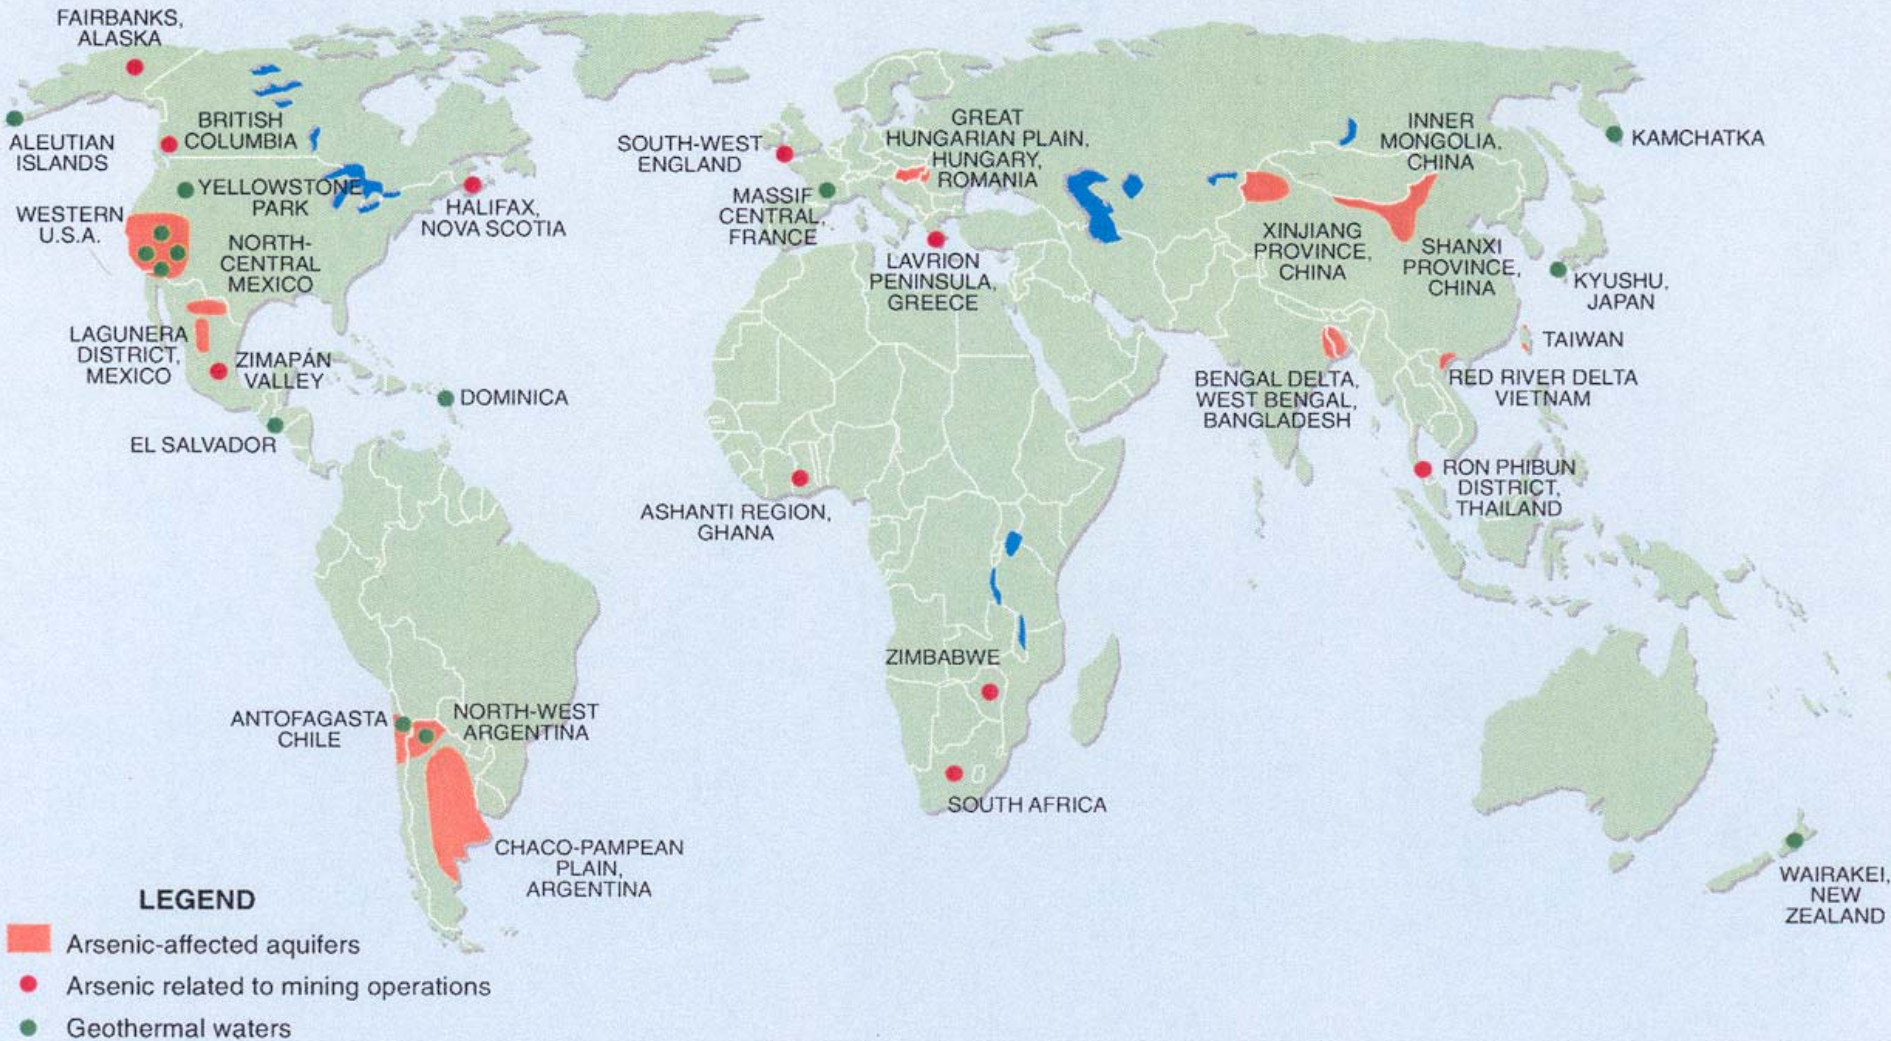 FAIRBANKS,
ALASKA
ALEUTIAN
ISLANDS
BRITISH
COLUMBIA
YELLOWSTONE
PARK
HALIFAX,
NOVA SCOTIA
WESTERN
U.S.A.
NORTH-
CENTRAL
MEXICO
LAGUNERA
DISTRICT,
MEXICO
ZIMAPÁN
VALLEY
DOMINICA
EL SALVADOR
ANTOFAGASTA
CHILE
NORTH-WEST
ARGENTINA
CHACO-PAMPEAN
PLAIN,
ARGENTINA
SOUTH-WEST
ENGLAND
MASSIF
CENTRAL,
FRANCE
GREAT
HUNGARIAN PLAIN,
HUNGARY,
ROMANIA
LAVRION
PENINSULA,
GREECE
ASHANTI REGION,
GHANA
ZIMBABWE
SOUTH AFRICA
INNER
MONGOLIA,
CHINA
KAMCHATKA
XINJIANG
PROVINCE,
CHINA
SHANXI
PROVINCE,
CHINA
KYUSHU,
JAPAN
TAIWAN
BENGAL DELTA,
WEST BENGAL,
BANGLADESH
RED RIVER DELTA
VIETNAM
RON PHIBUN
DISTRICT,
THAILAND
WAIRAKEI,
NEW
ZEALAND
LEGEND
Arsenic-affected aquifers
Arsenic related to mining operations
Geothermal waters